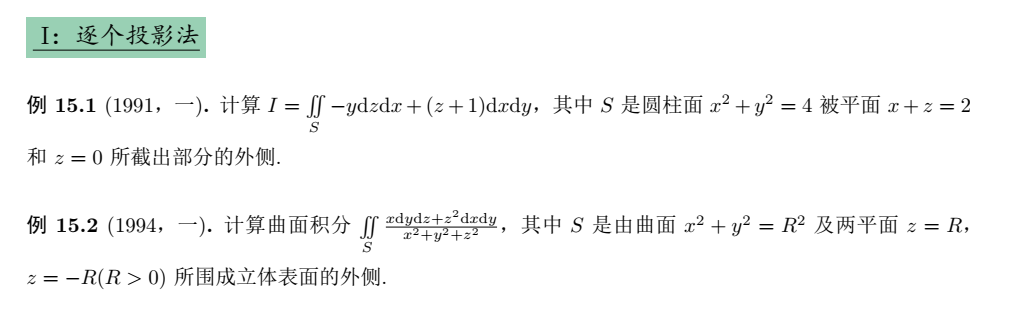 I：逐个投影法
例 15.1 (1991，一). 计算 $I = \iint\limits_{S} -y\mathrm{d}z\mathrm{d}x + (z+1)\mathrm{d}x\mathrm{d}y$，其中 $S$ 是圆柱面 $x^2 + y^2 = 4$ 被平面 $x + z = 2$
和 $z = 0$ 所截出部分的外侧.
例 15.2 (1994，一). 计算曲面积分 $\iint\limits_{S} \frac{x\mathrm{d}y\mathrm{d}z + z^2\mathrm{d}x\mathrm{d}y}{x^2+y^2+z^2}$，其中 $S$ 是由曲面 $x^2 + y^2 = R^2$ 及两平面 $z = R$，
$z = -R(R > 0)$ 所围成立体表面的外侧.